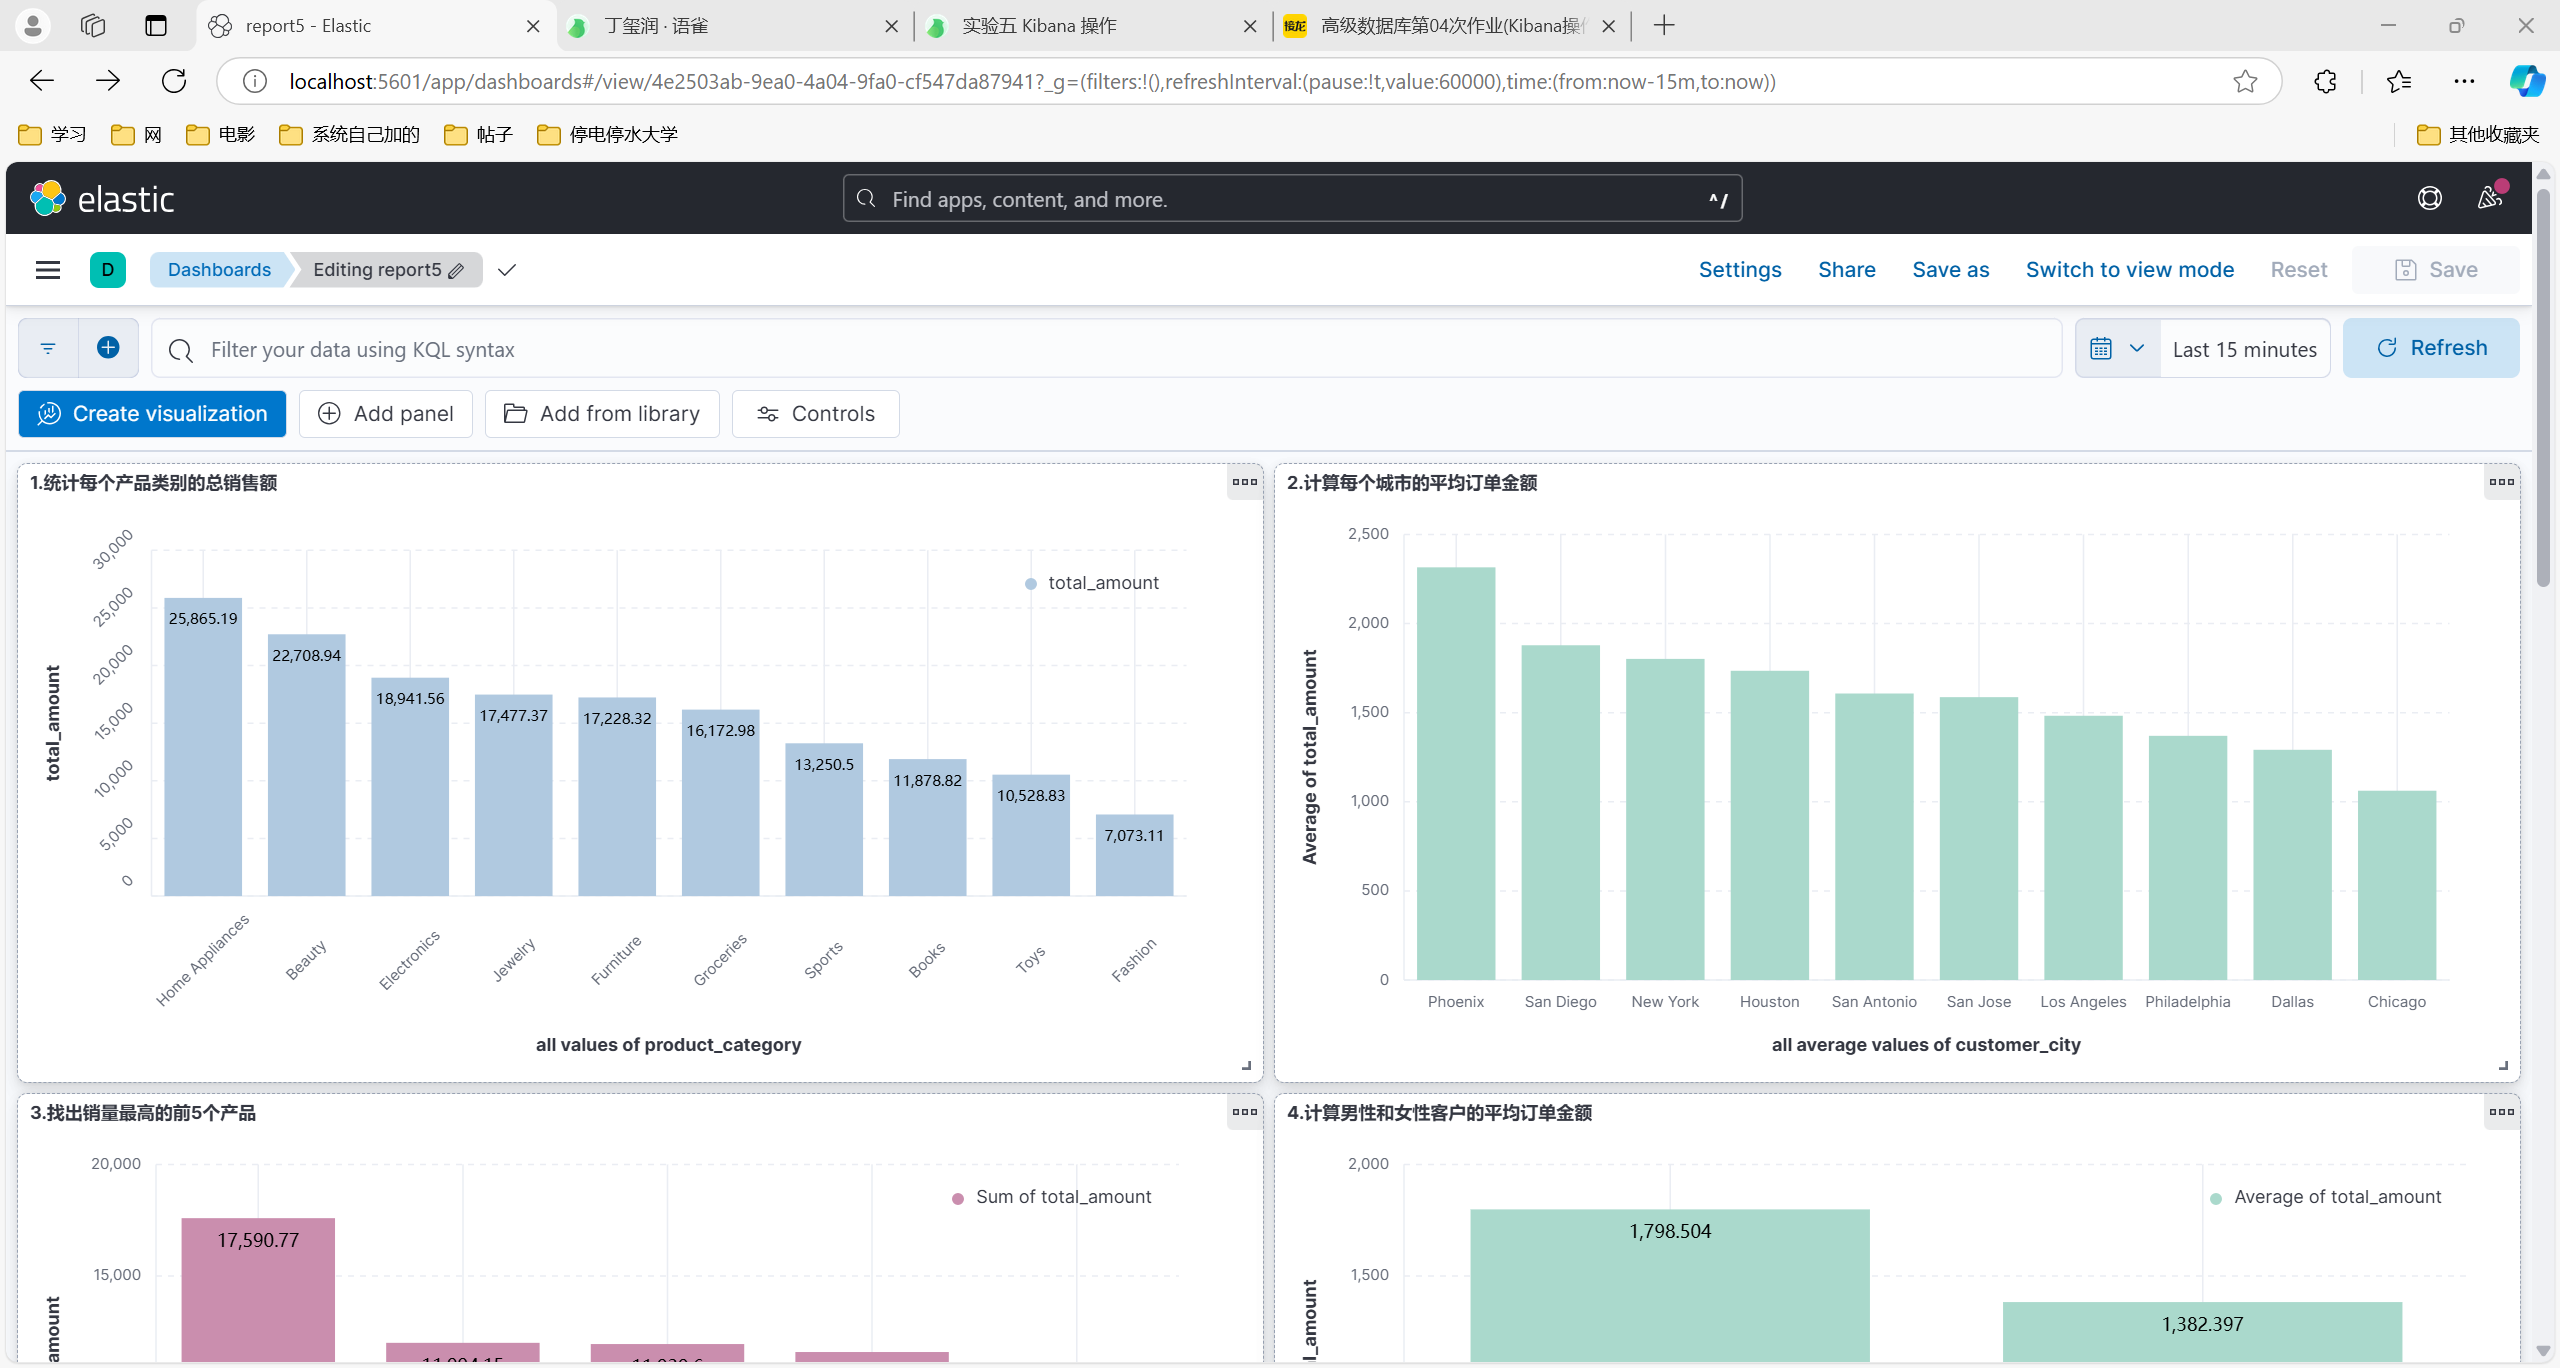 report5 - Elastic
丁玺润 · 语雀
实验五 Kibana 操作
接龙
高级数据库第04次作业(Kibana操作
localhost:5601/app/dashboards#/view/4e2503ab-9ea0-4a04-9fa0-cf547da87941?_g=(filters:!(),refreshInterval:(pause:!t,value:60000),time:(from:now-15m,to:now))
学习
网
电影
系统自己加的
帖子
停电停水大学
其他收藏夹
elastic
Find apps, content, and more.
^/
D
Dashboards
Editing report5
Settings
Share
Save as
Switch to view mode
Reset
Save
Filter your data using KQL syntax
Last 15 minutes
Refresh
Create visualization
Add panel
Add from library
Controls
1.统计每个产品类别的总销售额
total_amount
30,000
25,000
20,000
15,000
10,000
5,000
0
total_amount
25,865.19
22,708.94
18,941.56
17,477.37
17,228.32
16,172.98
13,250.5
11,878.82
10,528.83
7,073.11
Home Appliances
Beauty
Electronics
Jewelry
Furniture
Groceries
Sports
Books
Toys
Fashion
all values of product_category
2.计算每个城市的平均订单金额
Average of total_amount
2,500
2,000
1,500
1,000
500
0
Phoenix
San Diego
New York
Houston
San Antonio
San Jose
Los Angeles
Philadelphia
Dallas
Chicago
all average values of customer_city
3.找出销量最高的前5个产品
20,000
15,000
amount
Sum of total_amount
17,590.77
4.计算男性和女性客户的平均订单金额
2,000
1,500
l_amount
Average of total_amount
1,798.504
1,382.397